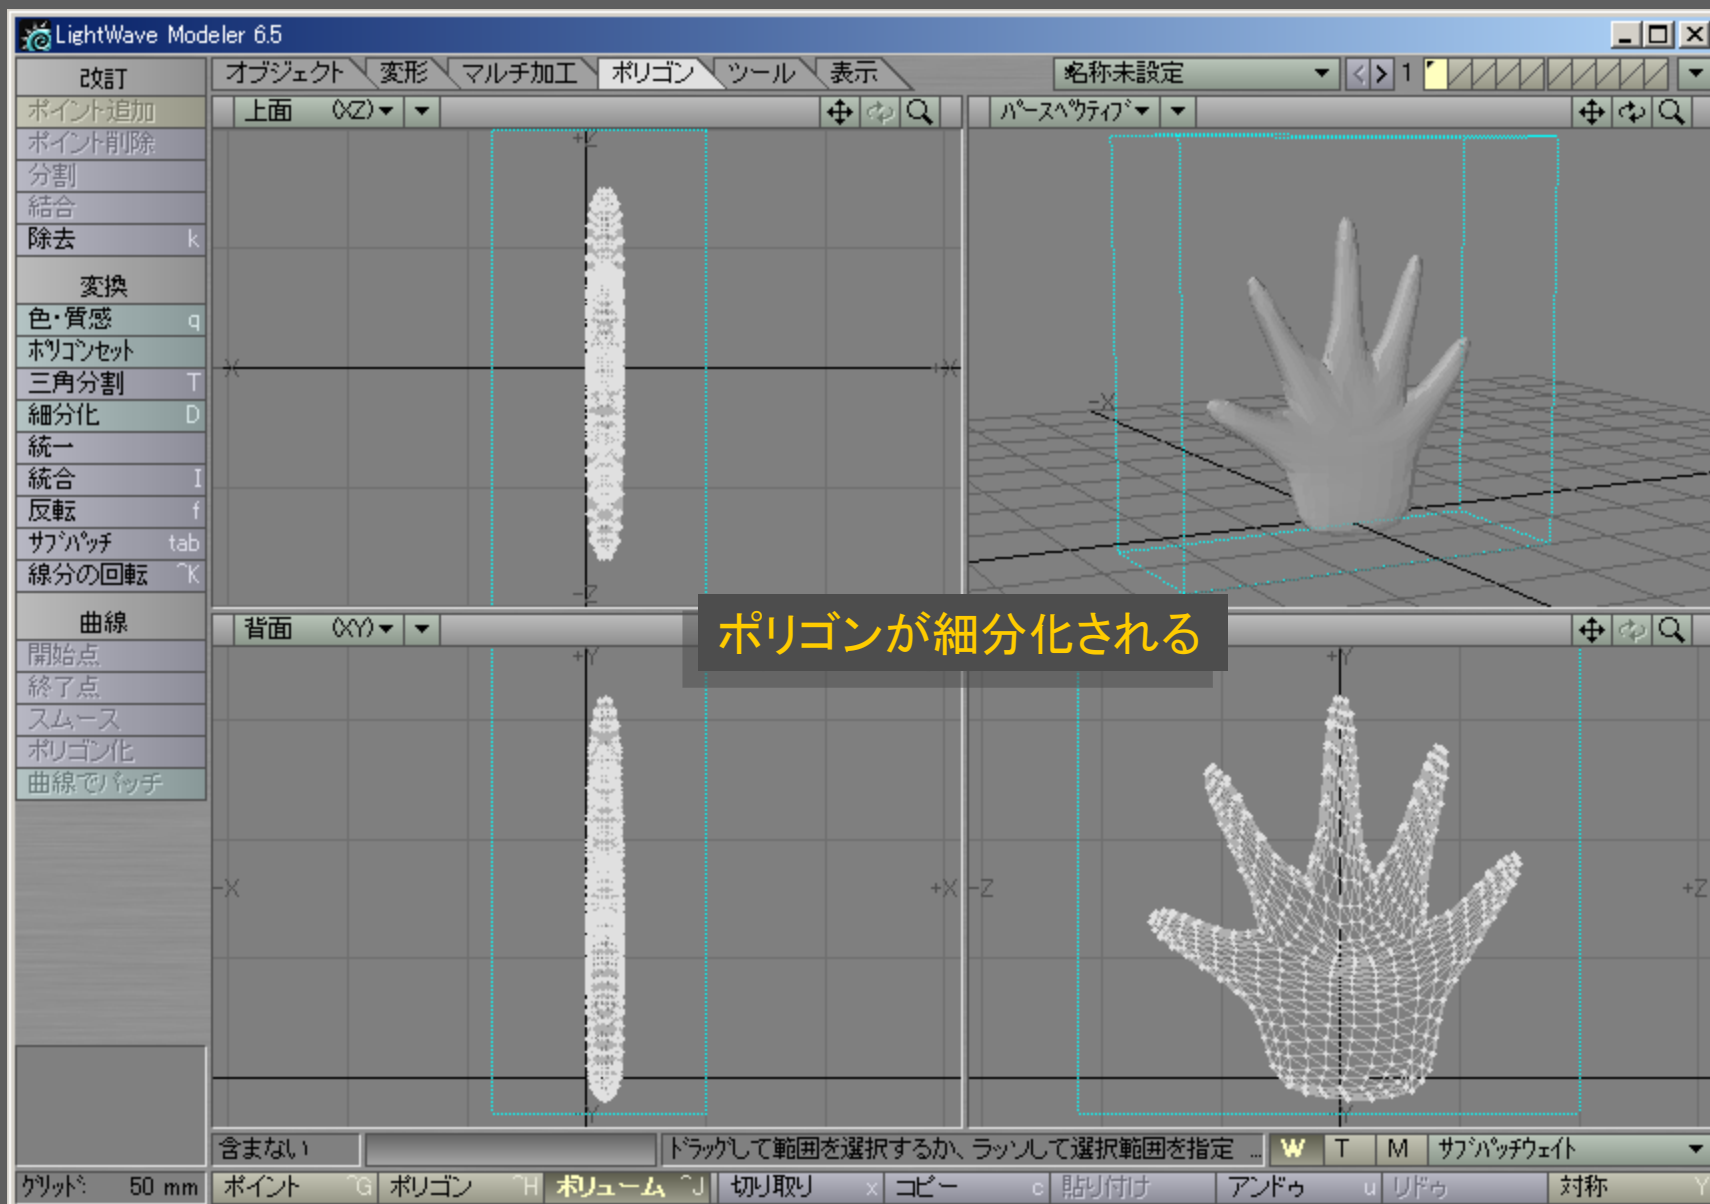 LightWave Modeler 6.5
改訂
オブジェクト 変形 マルチ加工 ポリゴン ツール 表示 名称未設定 1
ポイント追加
上面 (XZ)
パースペクティブ
ポイント削除
分割
結合
除去 k
変換
色・質感 q
ポリゴンセット
三角分割 T
細分化 D
統一
統合 I
反転 f
サブパッチ tab
線分の回転 ^K
曲線
開始点
終了点
スムース
ポリゴン化
曲線でパッチ
+Z
-X
+X
-Z
-X
背面 (XY)
ポリゴンが細分化される
+Y
-X
+X
-Y
+Y
-Z
+Z
-Y
含まない
ドラッグして範囲を選択するか、ラッソして選択範囲を指定 ...
W T M サブパッチウェイト
グリッド: 50 mm
ポイント ^G ポリゴン ^H ボリューム ^J 切り取り x コピー c 貼り付け アンドゥ u リドゥ 対称 Y